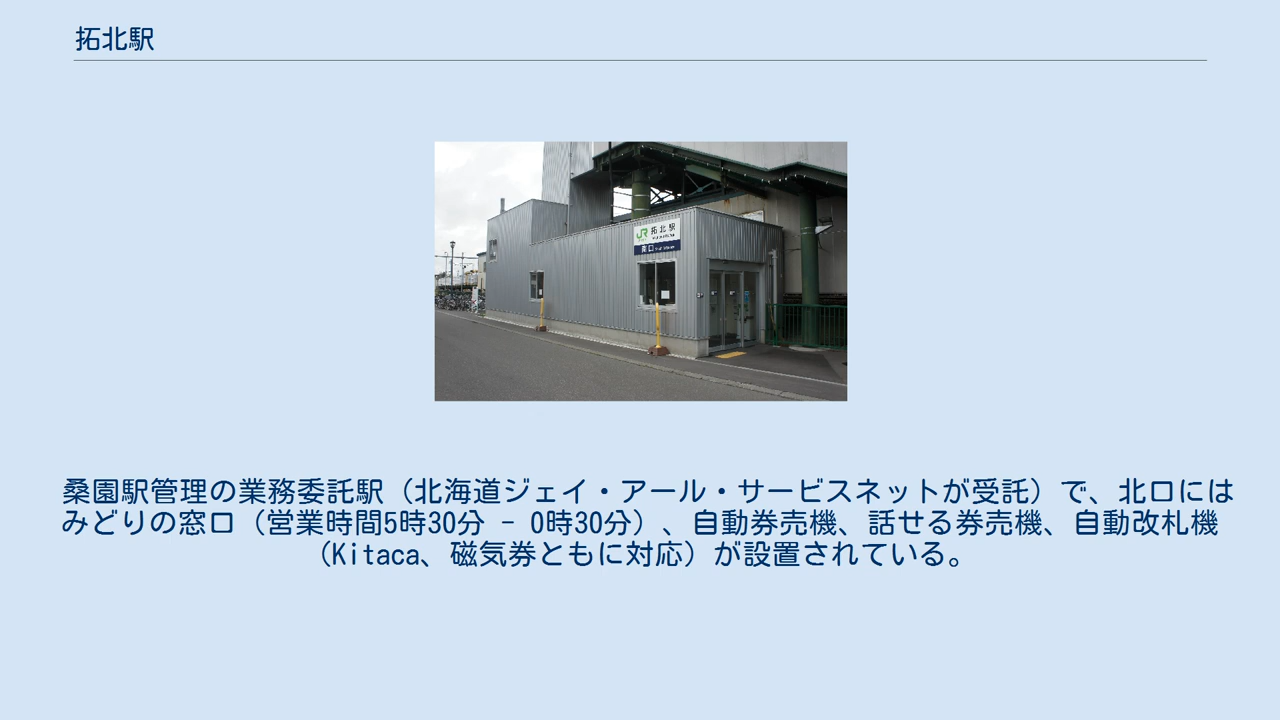 拓北駅
JR 拓北駅
南口
桑園駅管理の業務委託駅（北海道ジェイ・アール・サービスネットが受託）で、北口には
みどりの窓口（営業時間5時30分 - 0時30分）、自動券売機、話せる券売機、自動改札機
（Kitaca、磁気券ともに対応）が設置されている。